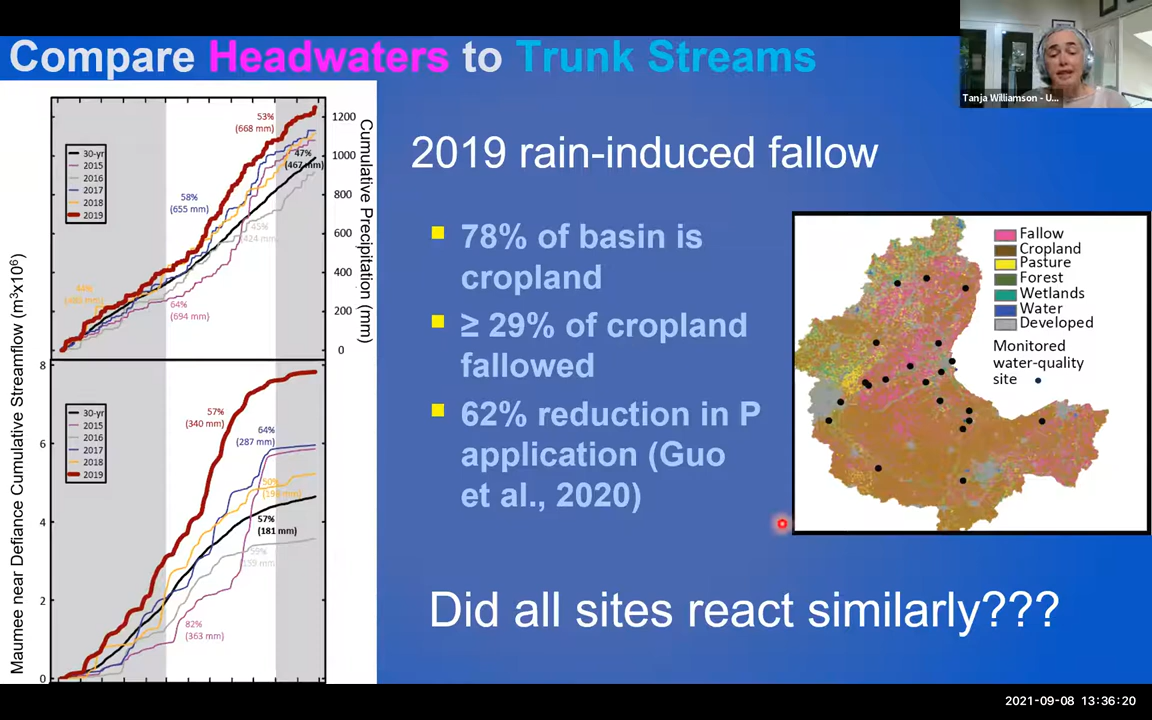 Compare Headwaters to Trunk Streams
Tanja Williamson - U...
2019 rain-induced fallow
78% of basin is
cropland
≥ 29% of cropland
fallowed
62% reduction in P
application (Guo
et al., 2020)
Did all sites react similarly???
Cumulative Precipitation (mm)
1200
1000
800
600
400
200
0
30-yr
2015
2016
2017
2018
2019
53%
(668 mm)
47%
(467 mm)
58%
(655 mm)
45%
(424 mm)
44%
64%
(694 mm)
Maumee near Defiance Cumulative Streamflow (m³x10⁶)
8
6
4
2
0
30-yr
2015
2016
2017
2018
2019
57%
(340 mm)
64%
(287 mm)
50%
57%
(181 mm)
59%
82%
(363 mm)
Fallow
Cropland
Pasture
Forest
Wetlands
Water
Developed
Monitored
water-quality
site
2021-09-08 13:36:20